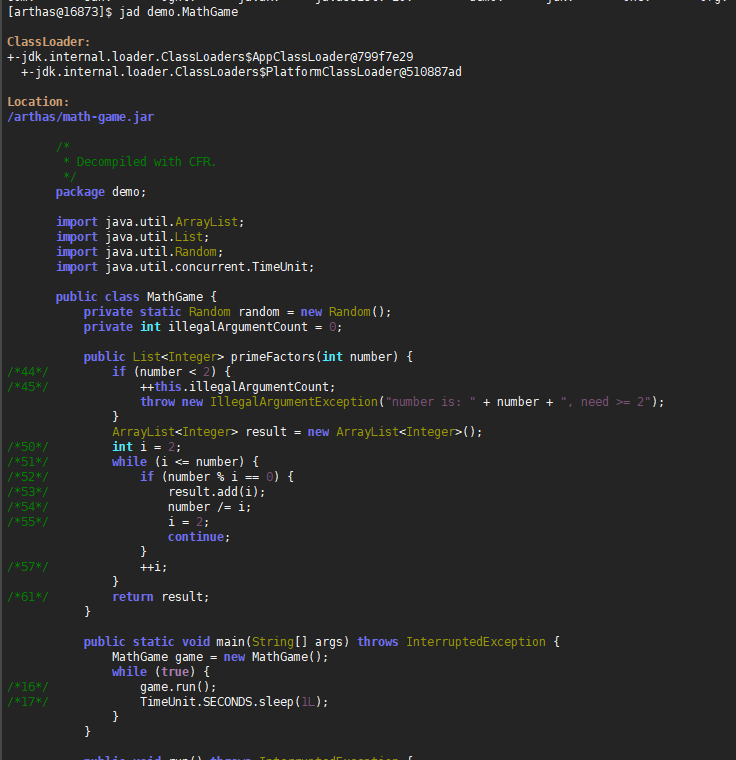 [arthas@16873]$ jad demo.MathGame

ClassLoader:
+-jdk.internal.loader.ClassLoaders$AppClassLoader@799f7e29
  +-jdk.internal.loader.ClassLoaders$PlatformClassLoader@510887ad

Location:
/arthas/math-game.jar

       /*
        * Decompiled with CFR.
        */
       package demo;

       import java.util.ArrayList;
       import java.util.List;
       import java.util.Random;
       import java.util.concurrent.TimeUnit;

       public class MathGame {
           private static Random random = new Random();
           private int illegalArgumentCount = 0;

           public List<Integer> primeFactors(int number) {
/*44*/         if (number < 2) {
/*45*/             ++this.illegalArgumentCount;
                   throw new IllegalArgumentException("number is: " + number + ", need >= 2");
               }
               ArrayList<Integer> result = new ArrayList<Integer>();
/*50*/         int i = 2;
/*51*/         while (i <= number) {
/*52*/             if (number % i == 0) {
/*53*/                 result.add(i);
/*54*/                 number /= i;
/*55*/                 i = 2;
                       continue;
                   }
/*57*/             ++i;
               }
/*61*/         return result;
           }

           public static void main(String[] args) throws InterruptedException {
               MathGame game = new MathGame();
               while (true) {
/*16*/             game.run();
/*17*/             TimeUnit.SECONDS.sleep(1L);
               }
           }

           public void run() throws InterruptedException {